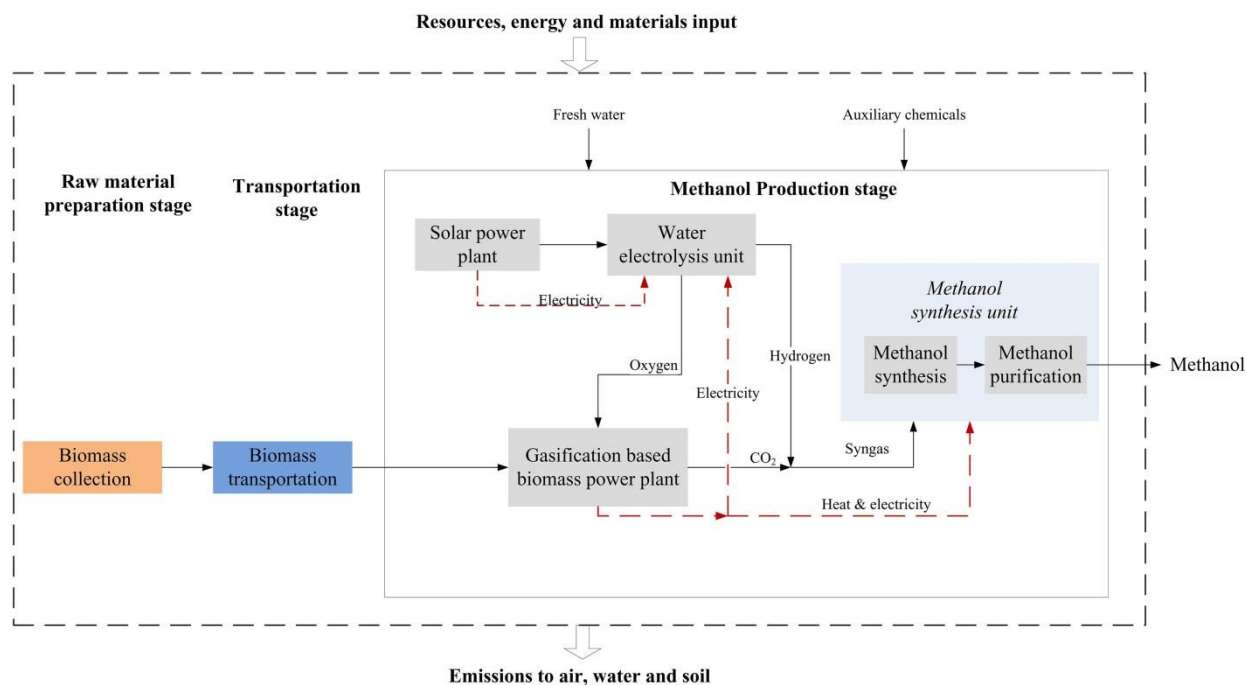 Resources, energy and materials input
Fresh water
Auxiliary chemicals
Raw material
preparation stage
Transportation
stage
Methanol Production stage
Solar power
plant
Water
electrolysis unit
Electricity
Methanol
synthesis unit
Oxygen
Hydrogen
Electricity
Methanol
synthesis
Methanol
purification
Methanol
Biomass
collection
Biomass
transportation
Gasification based
biomass power plant
CO₂
Syngas
Heat & electricity
Emissions to air, water and soil